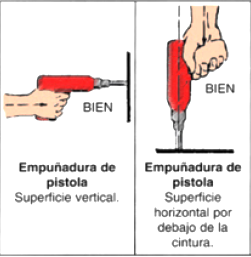 BIEN
Empuñadura de
pistola
Superficie vertical.
BIEN
Empuñadura de
pistola
Superficie
horizontal por
debajo de la
cintura.